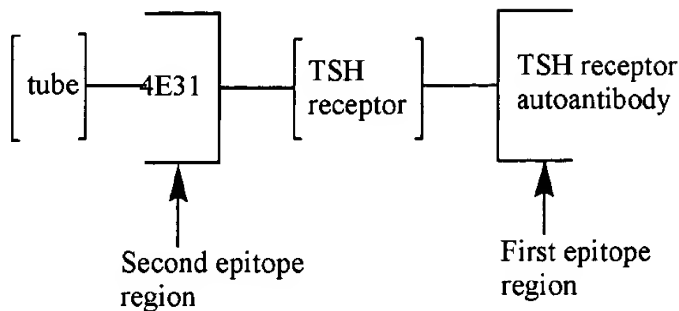 tube
4E31
TSH
receptor
TSH receptor
autoantibody
Second epitope
region
First epitope
region